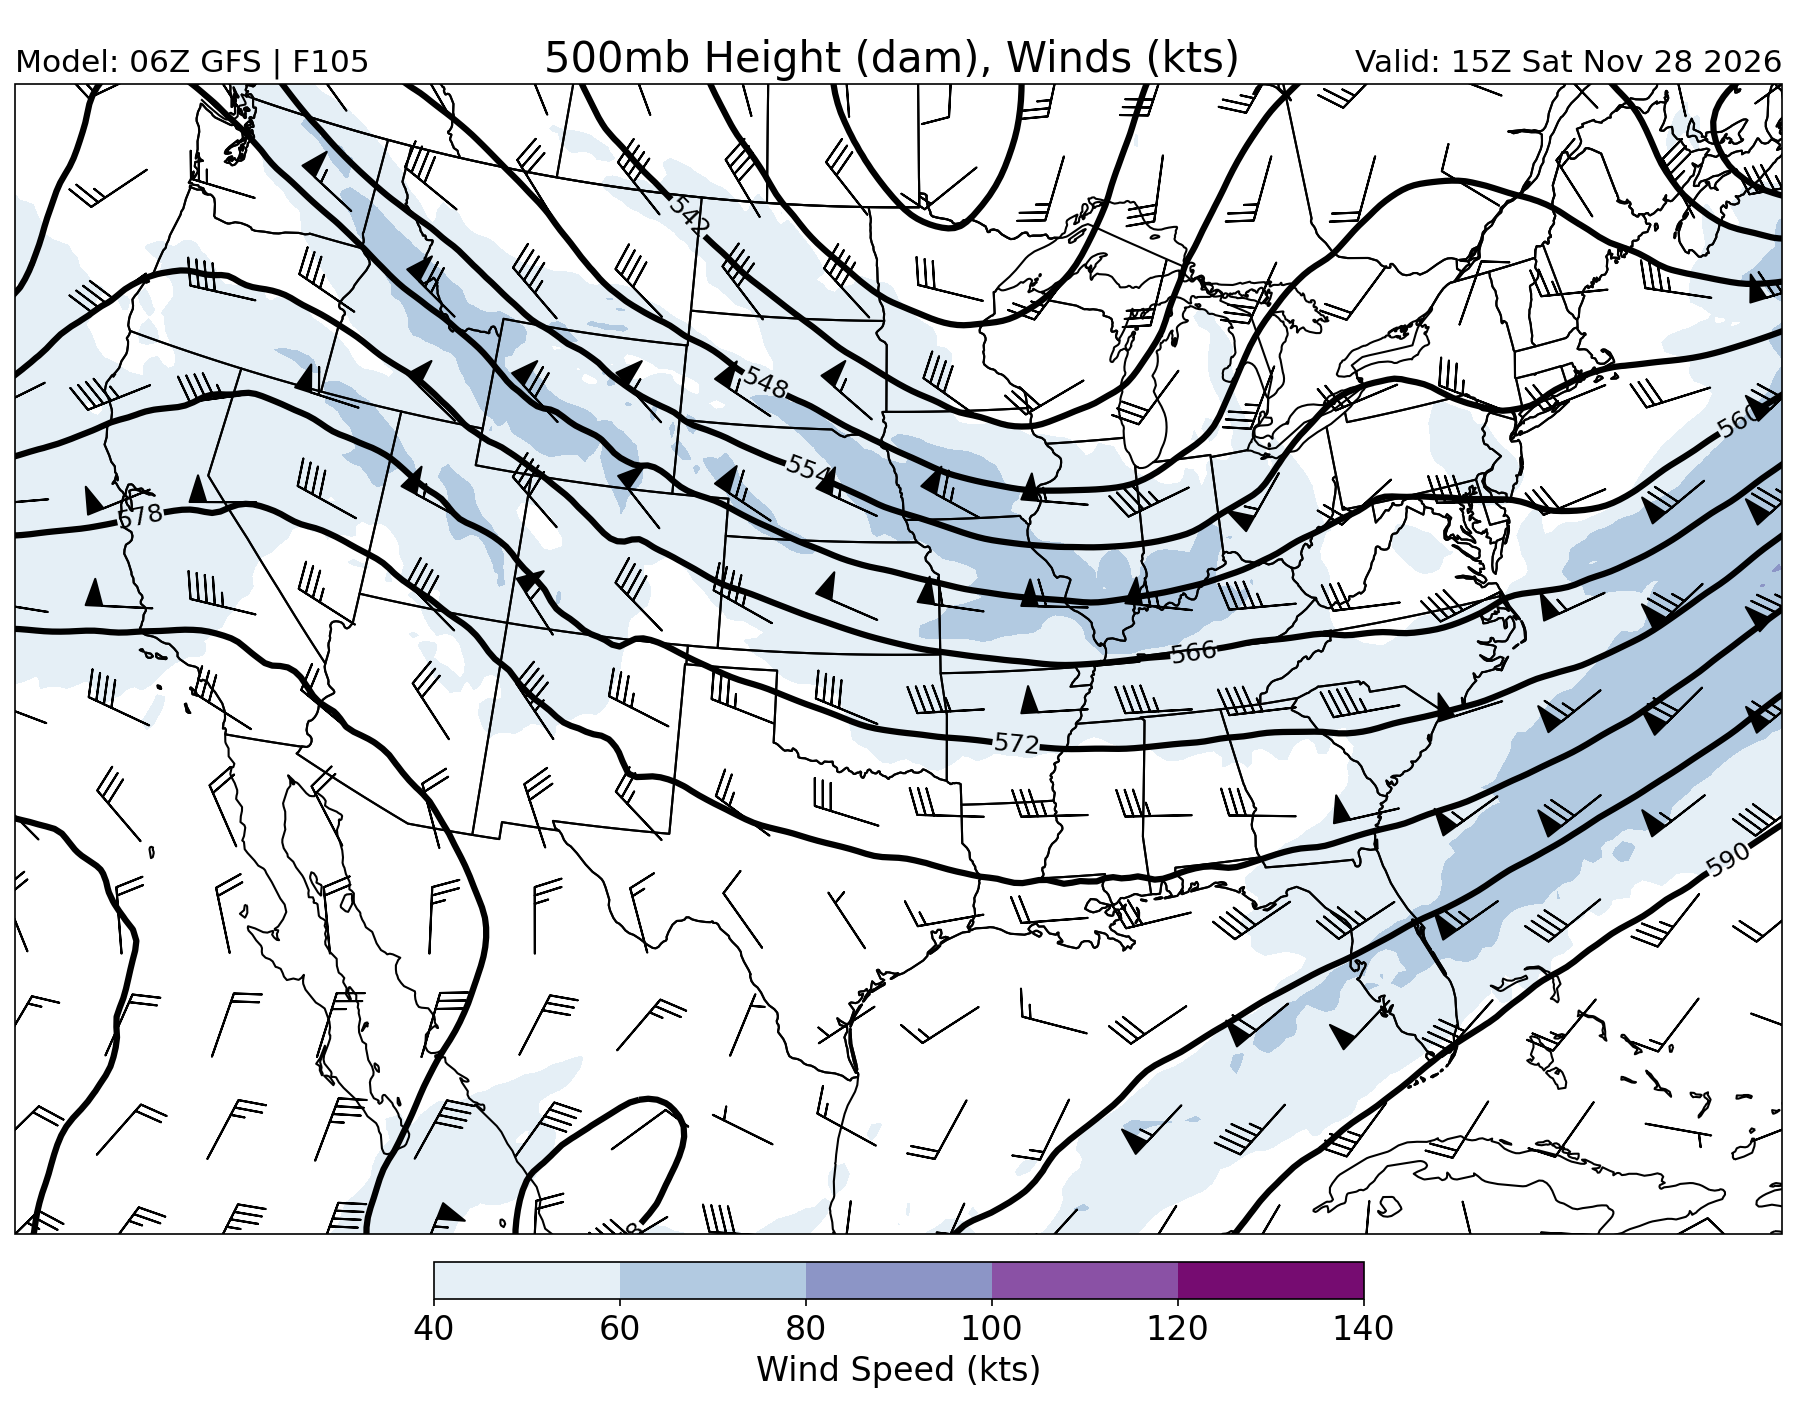 Model: 06Z GFS | F105
500mb Height (dam), Winds (kts)
Valid: 15Z Sat Nov 28 2026
542
548
554
560
578
566
572
590
40 60 80 100 120 140
Wind Speed (kts)